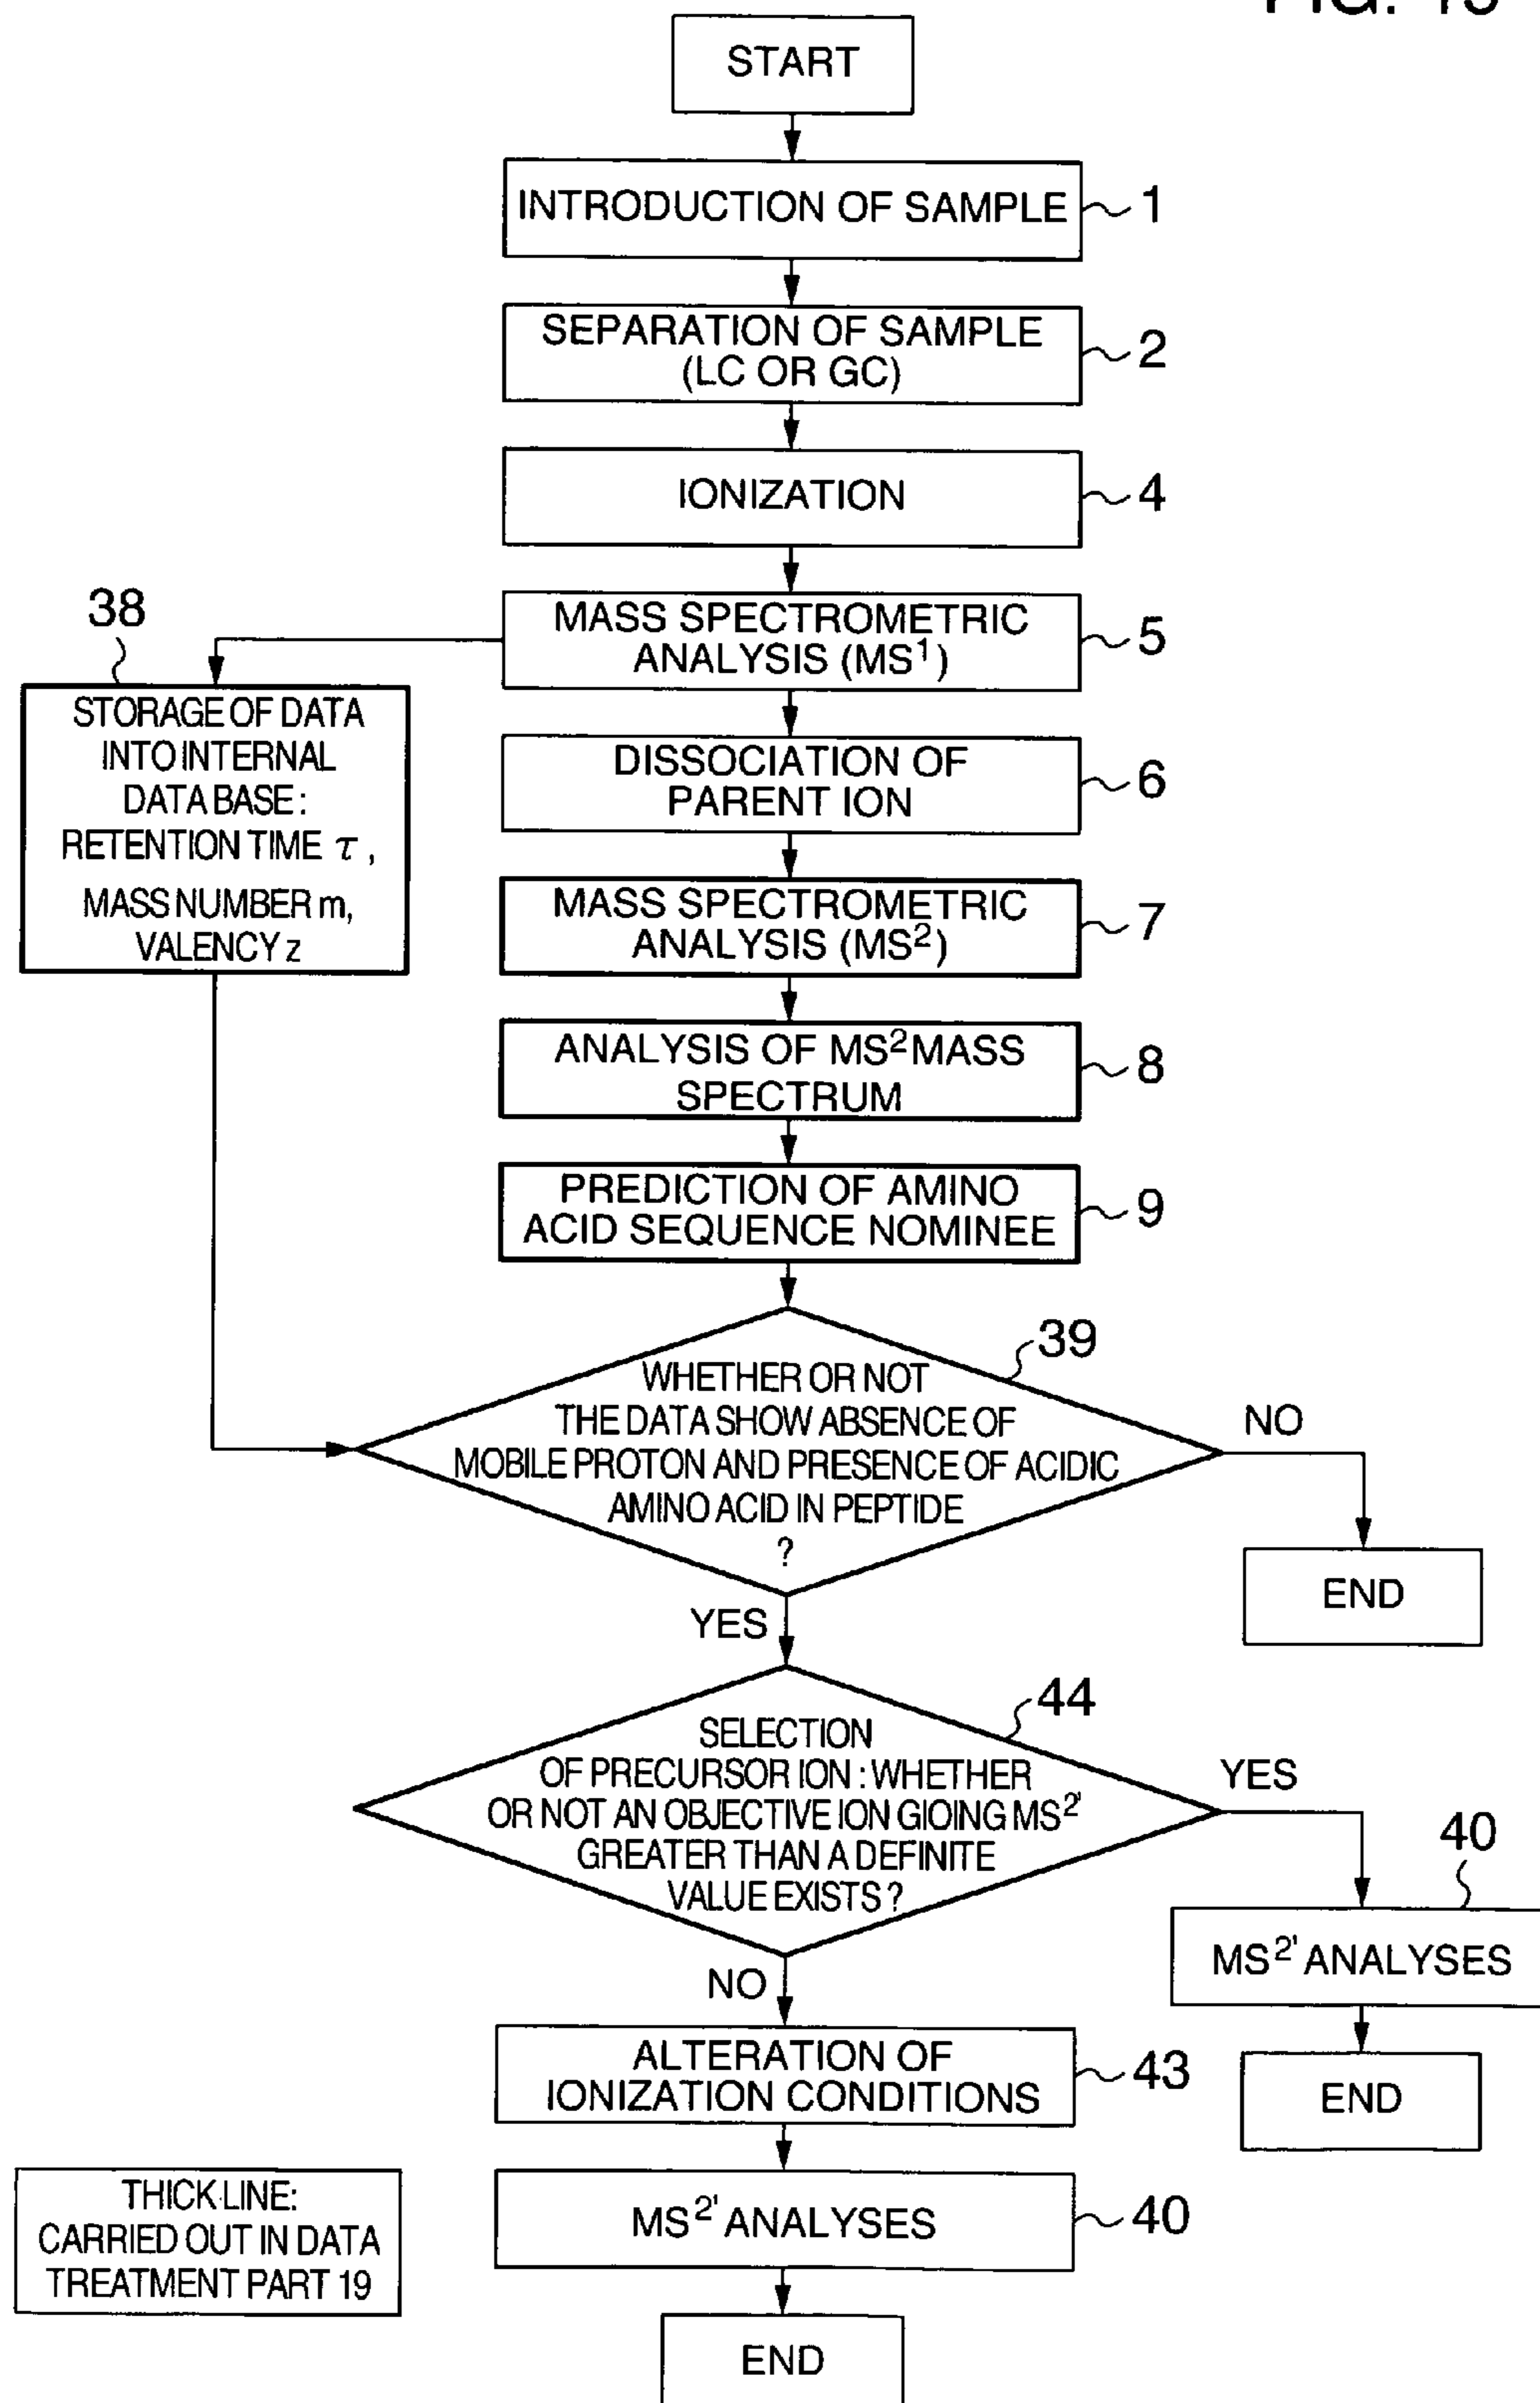 START
INTRODUCTION OF SAMPLE
1
SEPARATION OF SAMPLE
(LC OR GC)
2
IONIZATION
4
MASS SPECTROMETRIC
ANALYSIS (MS¹)
5
38
STORAGE OF DATA
INTO INTERNAL
DATA BASE:
RETENTION TIME τ,
MASS NUMBER m,
VALENCY z
DISSOCIATION OF
PARENT ION
6
MASS SPECTROMETRIC
ANALYSIS (MS²)
7
ANALYSIS OF MS² MASS
SPECTRUM
8
PREDICTION OF AMINO
ACID SEQUENCE NOMINEE
9
39
WHETHER OR NOT
THE DATA SHOW ABSENCE OF
MOBILE PROTON AND PRESENCE OF ACIDIC
AMINO ACID IN PEPTIDE
?
NO
END
YES
44
SELECTION
OF PRECURSOR ION : WHETHER
OR NOT AN OBJECTIVE ION GIOING MS²'
GREATER THAN A DEFINITE
VALUE EXISTS ?
YES
40
MS²' ANALYSES
END
NO
ALTERATION OF
IONIZATION CONDITIONS
43
MS²' ANALYSES
40
END
THICK LINE:
CARRIED OUT IN DATA
TREATMENT PART 19